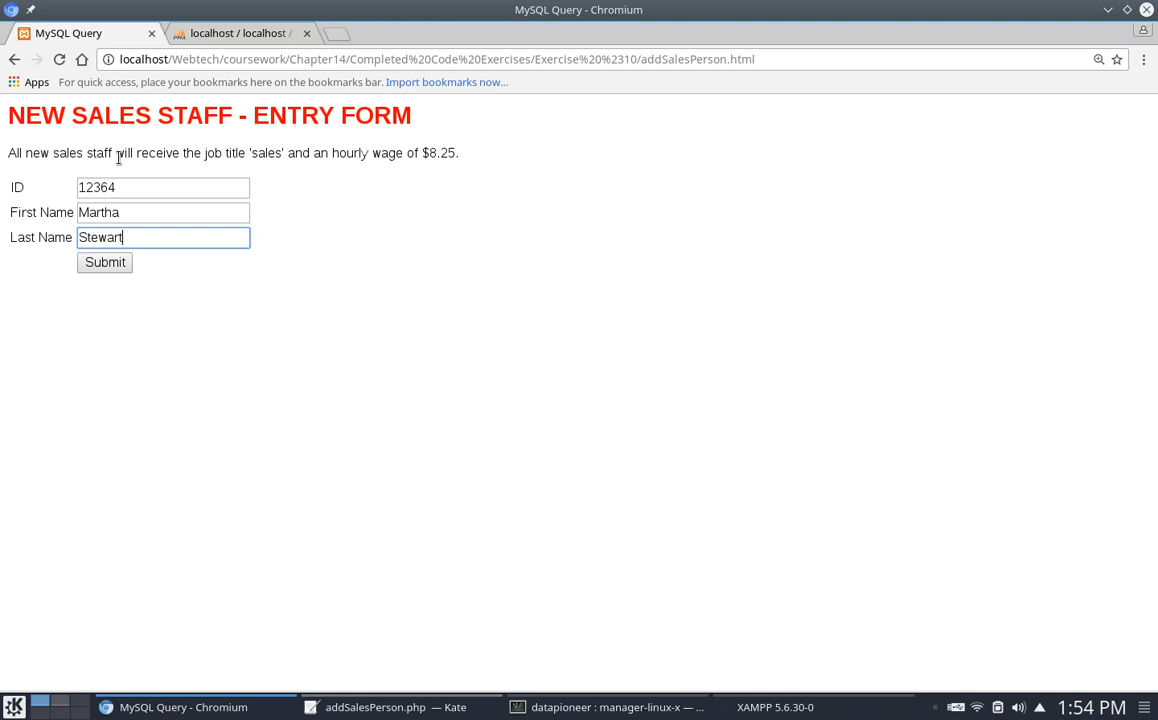 MySQL Query - Chromium
MySQL Query
localhost / localhost /
localhost/Webtech/coursework/Chapter14/Completed%20Code%20Exercises/Exercise%20%2310/addSalesPerson.html
Apps For quick access, place your bookmarks here on the bookmarks bar. Import bookmarks now...
NEW SALES STAFF - ENTRY FORM
All new sales staff will receive the job title 'sales' and an hourly wage of $8.25.
ID 12364
First Name Martha
Last Name Stewart
Submit
MySQL Query - Chromium addSalesPerson.php — Kate datapioneer : manager-linux-x — ... XAMPP 5.6.30-0 1:54 PM